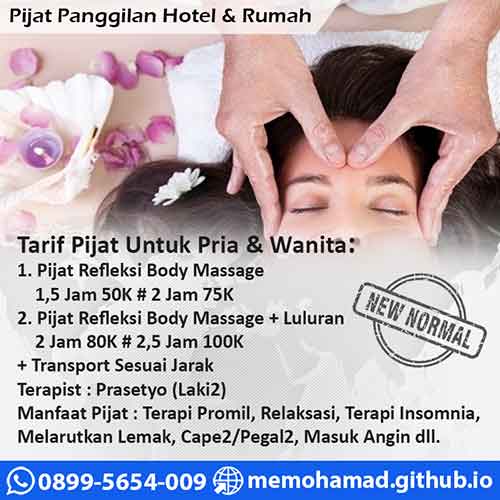 Pijat Panggilan Hotel & Rumah
Tarif Pijat Untuk Pria & Wanita:
1. Pijat Refleksi Body Massage
1,5 Jam 50K # 2 Jam 75K
2. Pijat Refleksi Body Massage + Luluran
2 Jam 80K # 2,5 Jam 100K
+ Transport Sesuai Jarak
Terapist : Prasetyo (Laki2)
Manfaat Pijat : Terapi Promil, Relaksasi, Terapi Insomnia,
Melarutkan Lemak, Cape2/Pegal2, Masuk Angin dll.
NEW NORMAL
0899-5654-009 memohamad.github.io